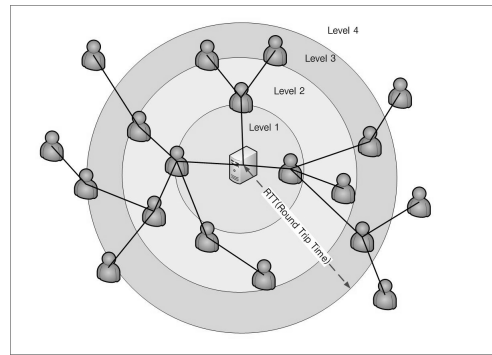 Level 4
Level 3
Level 2
Level 1
RTT(Round Trip Time)